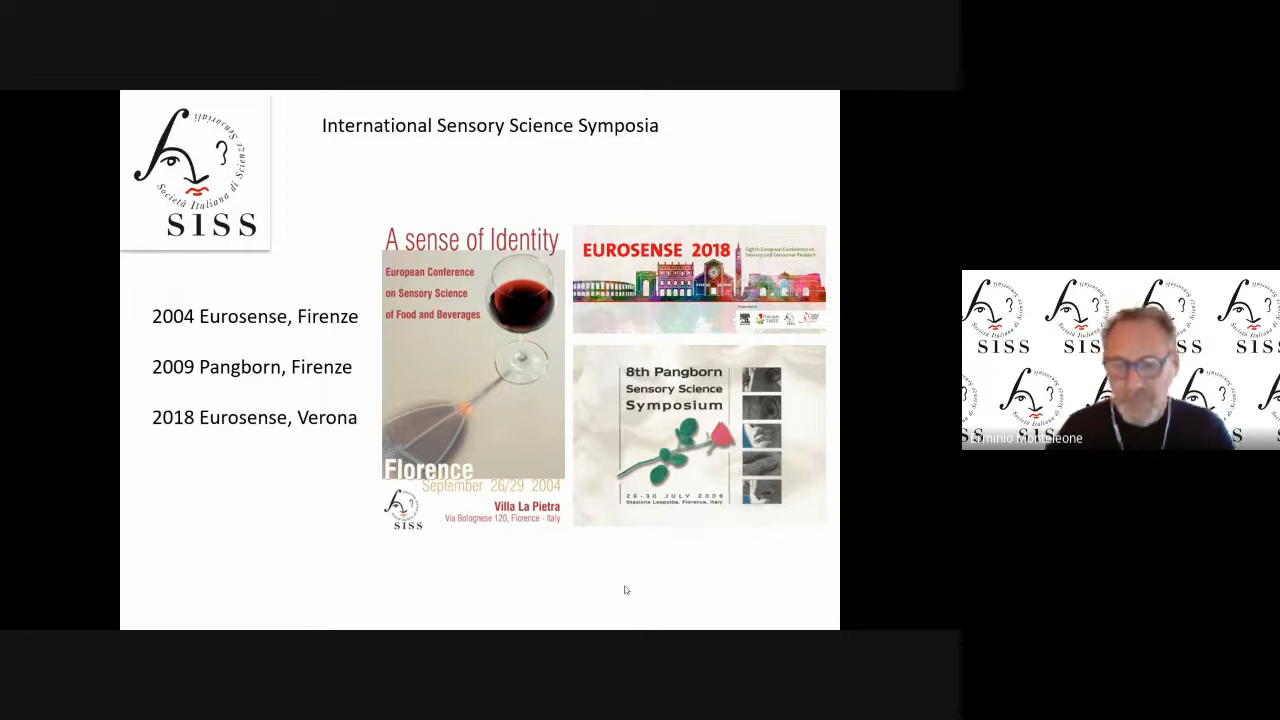 Società Italiana di Scienze Sensoriali
SISS
International Sensory Science Symposia
2004 Eurosense, Firenze
2009 Pangborn, Firenze
2018 Eurosense, Verona
A sense of Identity
European Conference
on Sensory Science
of Food and Beverages
Florence
September 26/29 2004
SISS
Villa La Pietra
Via Bolognese 120, Florence - Italy
EUROSENSE 2018
Eighth European Conference on
Sensory and Consumer Research
8th Pangborn
Sensory Science
Symposium
26-30 JULY 2009
Stazione Leopolda, Florence, Italy
SISS
SISS
SISS
Erminio Monteleone